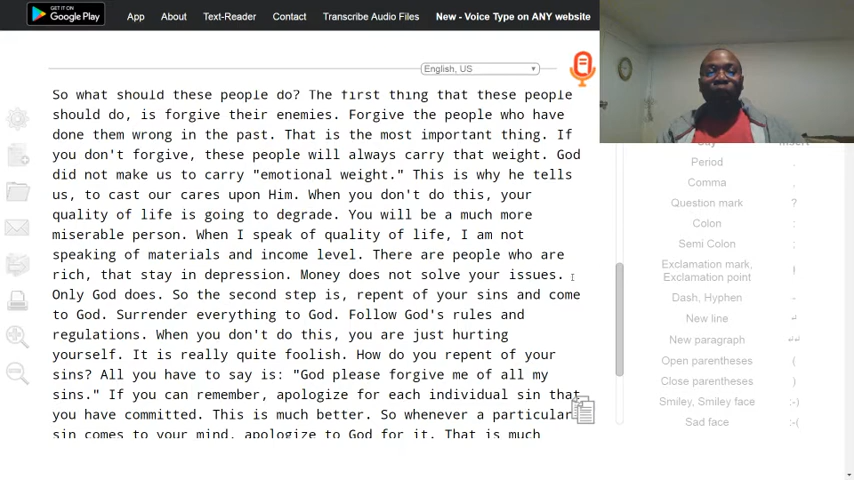 GET IT ON
Google Play
App About Text-Reader Contact Transcribe Audio Files New - Voice Type on ANY website
English, US
So what should these people do? The first thing that these people
should do, is forgive their enemies. Forgive the people who have
done them wrong in the past. That is the most important thing. If
you don't forgive, these people will always carry that weight. God
did not make us to carry "emotional weight." This is why he tells
us, to cast our cares upon Him. When you don't do this, your
quality of life is going to degrade. You will be a much more
miserable person. When I speak of quality of life, I am not
speaking of materials and income level. There are people who are
rich, that stay in depression. Money does not solve your issues.
Only God does. So the second step is, repent of your sins and come
to God. Surrender everything to God. Follow God's rules and
regulations. When you don't do this, you are just hurting
yourself. It is really quite foolish. How do you repent of your
sins? All you have to say is: "God please forgive me of all my
sins." If you can remember, apologize for each individual sin that
you have committed. This is much better. So whenever a particular
sin comes to your mind, apologize to God for it. That is much
Say Insert
Period .
Comma ,
Question mark ?
Colon :
Semi Colon ;
Exclamation mark, !
Exclamation point
Dash, Hyphen -
New line ↵
New paragraph ↵↵
Open parentheses (
Close parentheses )
Smiley, Smiley face :-)
Sad face :-(